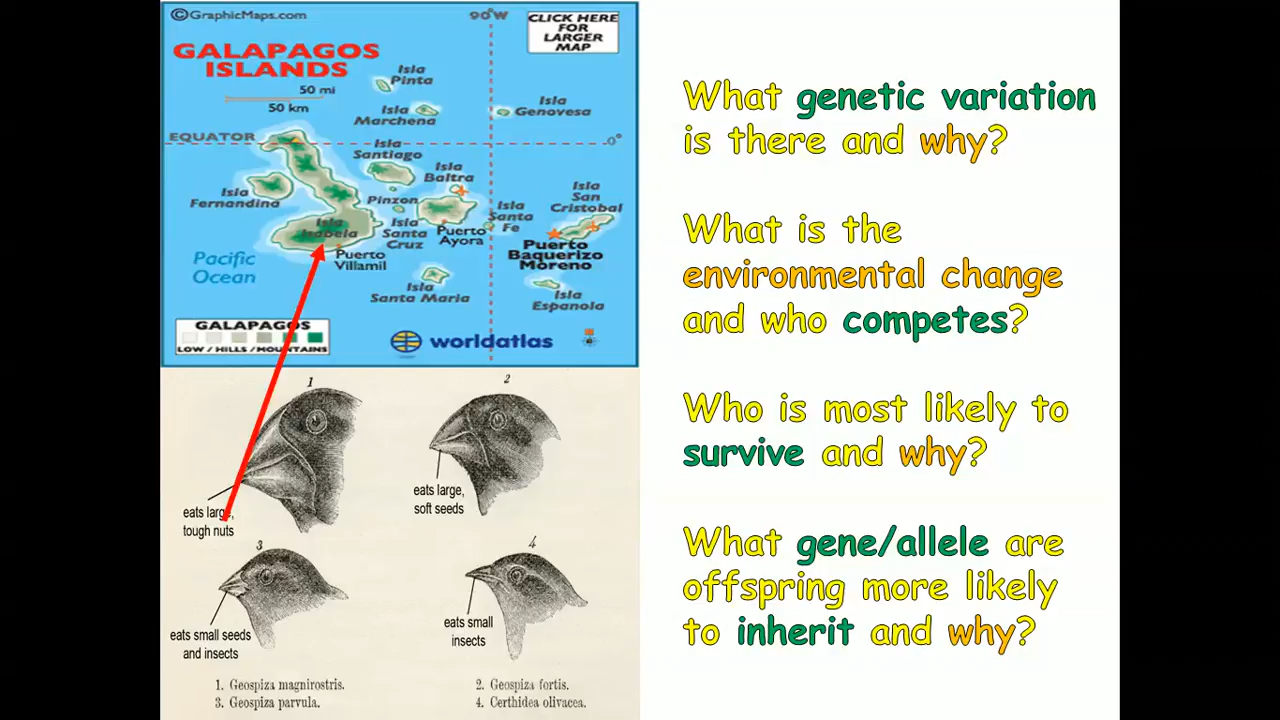 ©GraphicMaps.com
90°W
CLICK HERE
FOR
LARGER
MAP
GALAPAGOS
ISLANDS
50 mi
50 km
Isla
Pinta
Isla
Marchena
Isla
Genovesa
EQUATOR
0°
Isla
Santiago
Isla
Baltra
Isla
Fernandina
Pinzon
Isla
San
Cristobal
Isla
Isabela
Isla
Santa
Cruz
Puerto
Ayora
Isla
Santa
Fe
Puerto
Villamil
Puerto
Baquerizo
Moreno
Pacific
Ocean
Isla
Santa Maria
Isla
Espanola
GALAPAGOS
LOW / HILLS / MOUNTAINS
worldatlas
1
2
eats large,
tough nuts
eats large,
soft seeds
3
4
eats small seeds
and insects
eats small
insects
1. Geospiza magnirostris.
2. Geospiza fortis.
3. Geospiza parvula.
4. Certhidea olivacea.
What genetic variation
is there and why?
What is the
environmental change
and who competes?
Who is most likely to
survive and why?
What gene/allele are
offspring more likely
to inherit and why?